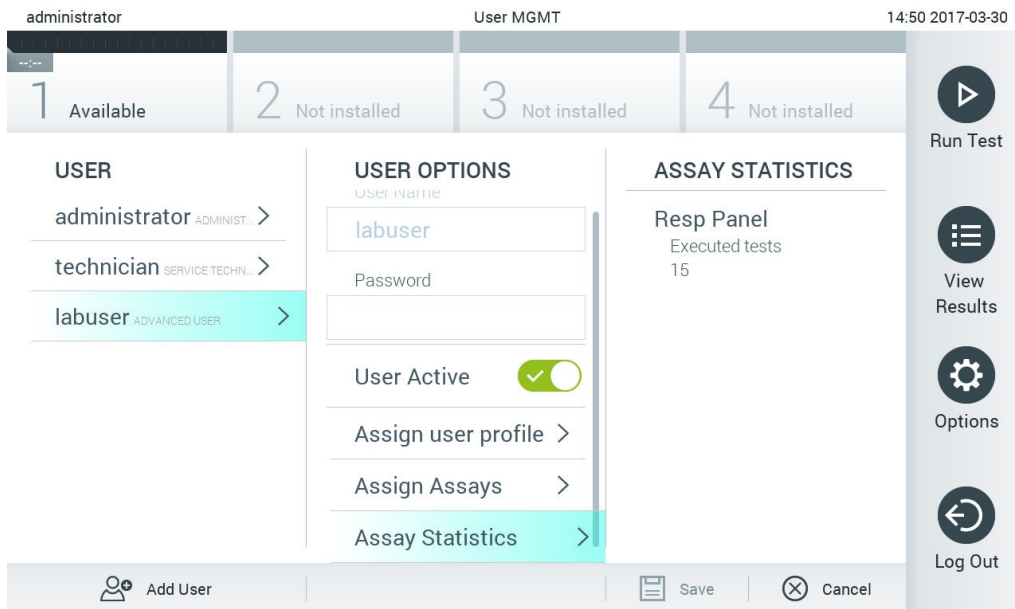 administrator User MGMT 14:50 2017-03-30
--:--
1 Available 2 Not installed 3 Not installed 4 Not installed
Run Test
USER
administrator ADMINIST...
technician SERVICE TECHN...
labuser ADVANCED USER
USER OPTIONS
User Name
labuser
Password
User Active
Assign user profile
Assign Assays
Assay Statistics
ASSAY STATISTICS
Resp Panel
Executed tests
15
View
Results
Options
Log Out
Add User Save Cancel